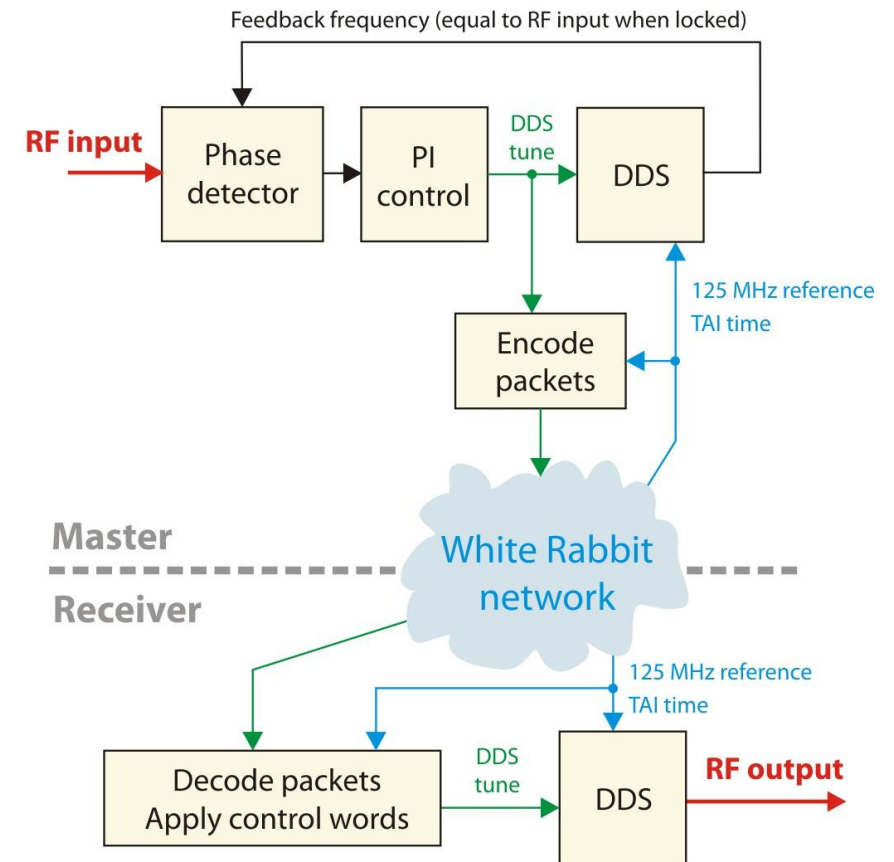 Feedback frequency (equal to RF input when locked)
RF input
Phase
detector
PI
control
DDS
tune
DDS
125 MHz reference
TAI time
Encode
packets
Master
White Rabbit
network
Receiver
125 MHz reference
TAI time
Decode packets
Apply control words
DDS
tune
DDS
RF output